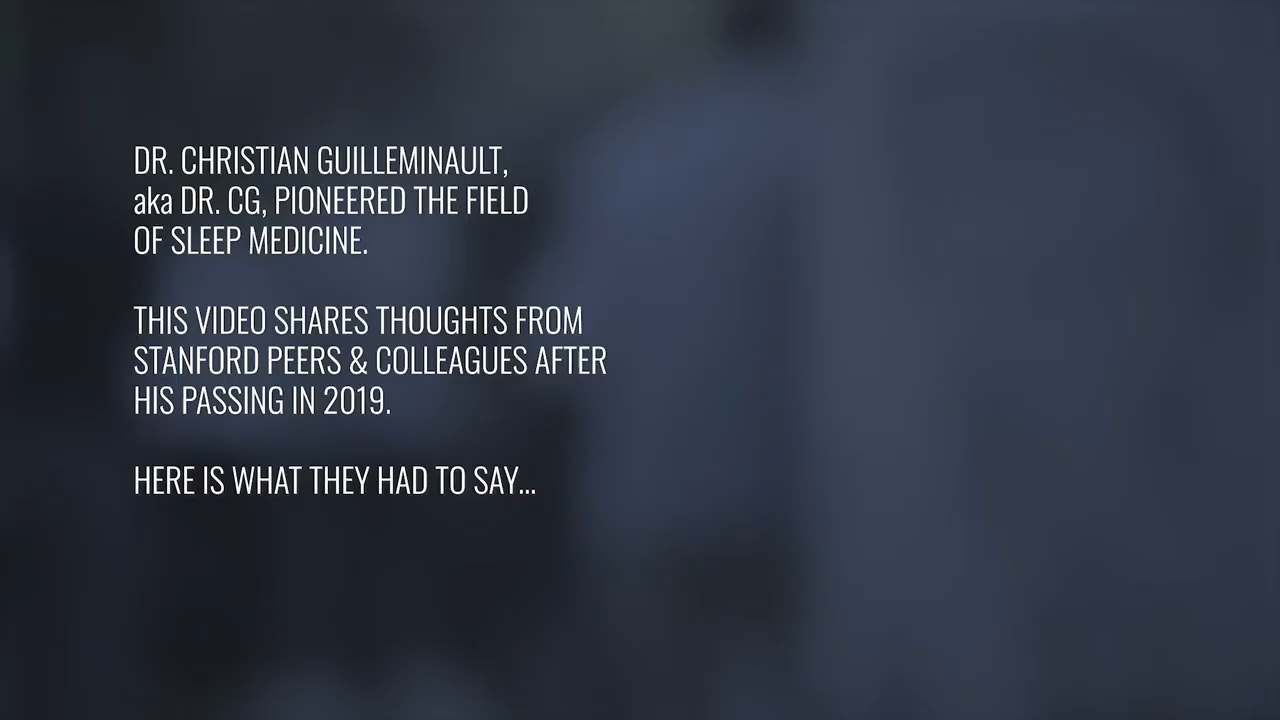 DR. CHRISTIAN GUILLEMINAULT,
aka DR. CG, PIONEERED THE FIELD
OF SLEEP MEDICINE.
THIS VIDEO SHARES THOUGHTS FROM
STANFORD PEERS & COLLEAGUES AFTER
HIS PASSING IN 2019.
HERE IS WHAT THEY HAD TO SAY...